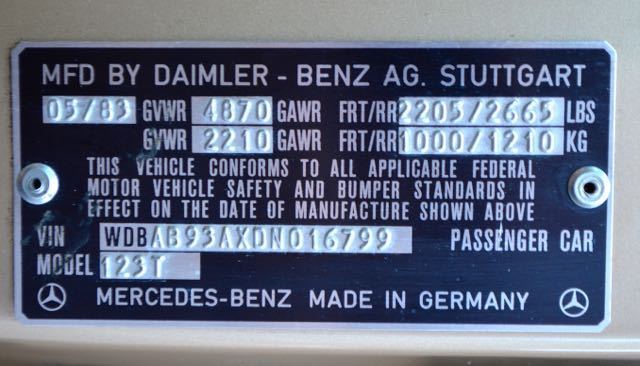 MFD BY DAIMLER - BENZ AG. STUTTGART
05/83 GVWR 4870 GAWR FRT/RR 2205/2665 LBS
GVWR 2210 GAWR FRT/RR 1000/1210 KG
THIS VEHICLE CONFORMS TO ALL APPLICABLE FEDERAL
MOTOR VEHICLE SAFETY AND BUMPER STANDARDS IN
EFFECT ON THE DATE OF MANUFACTURE SHOWN ABOVE
VIN WDBAB93AXDN016799 PASSENGER CAR
MODEL 123T .
MERCEDES-BENZ MADE IN GERMANY